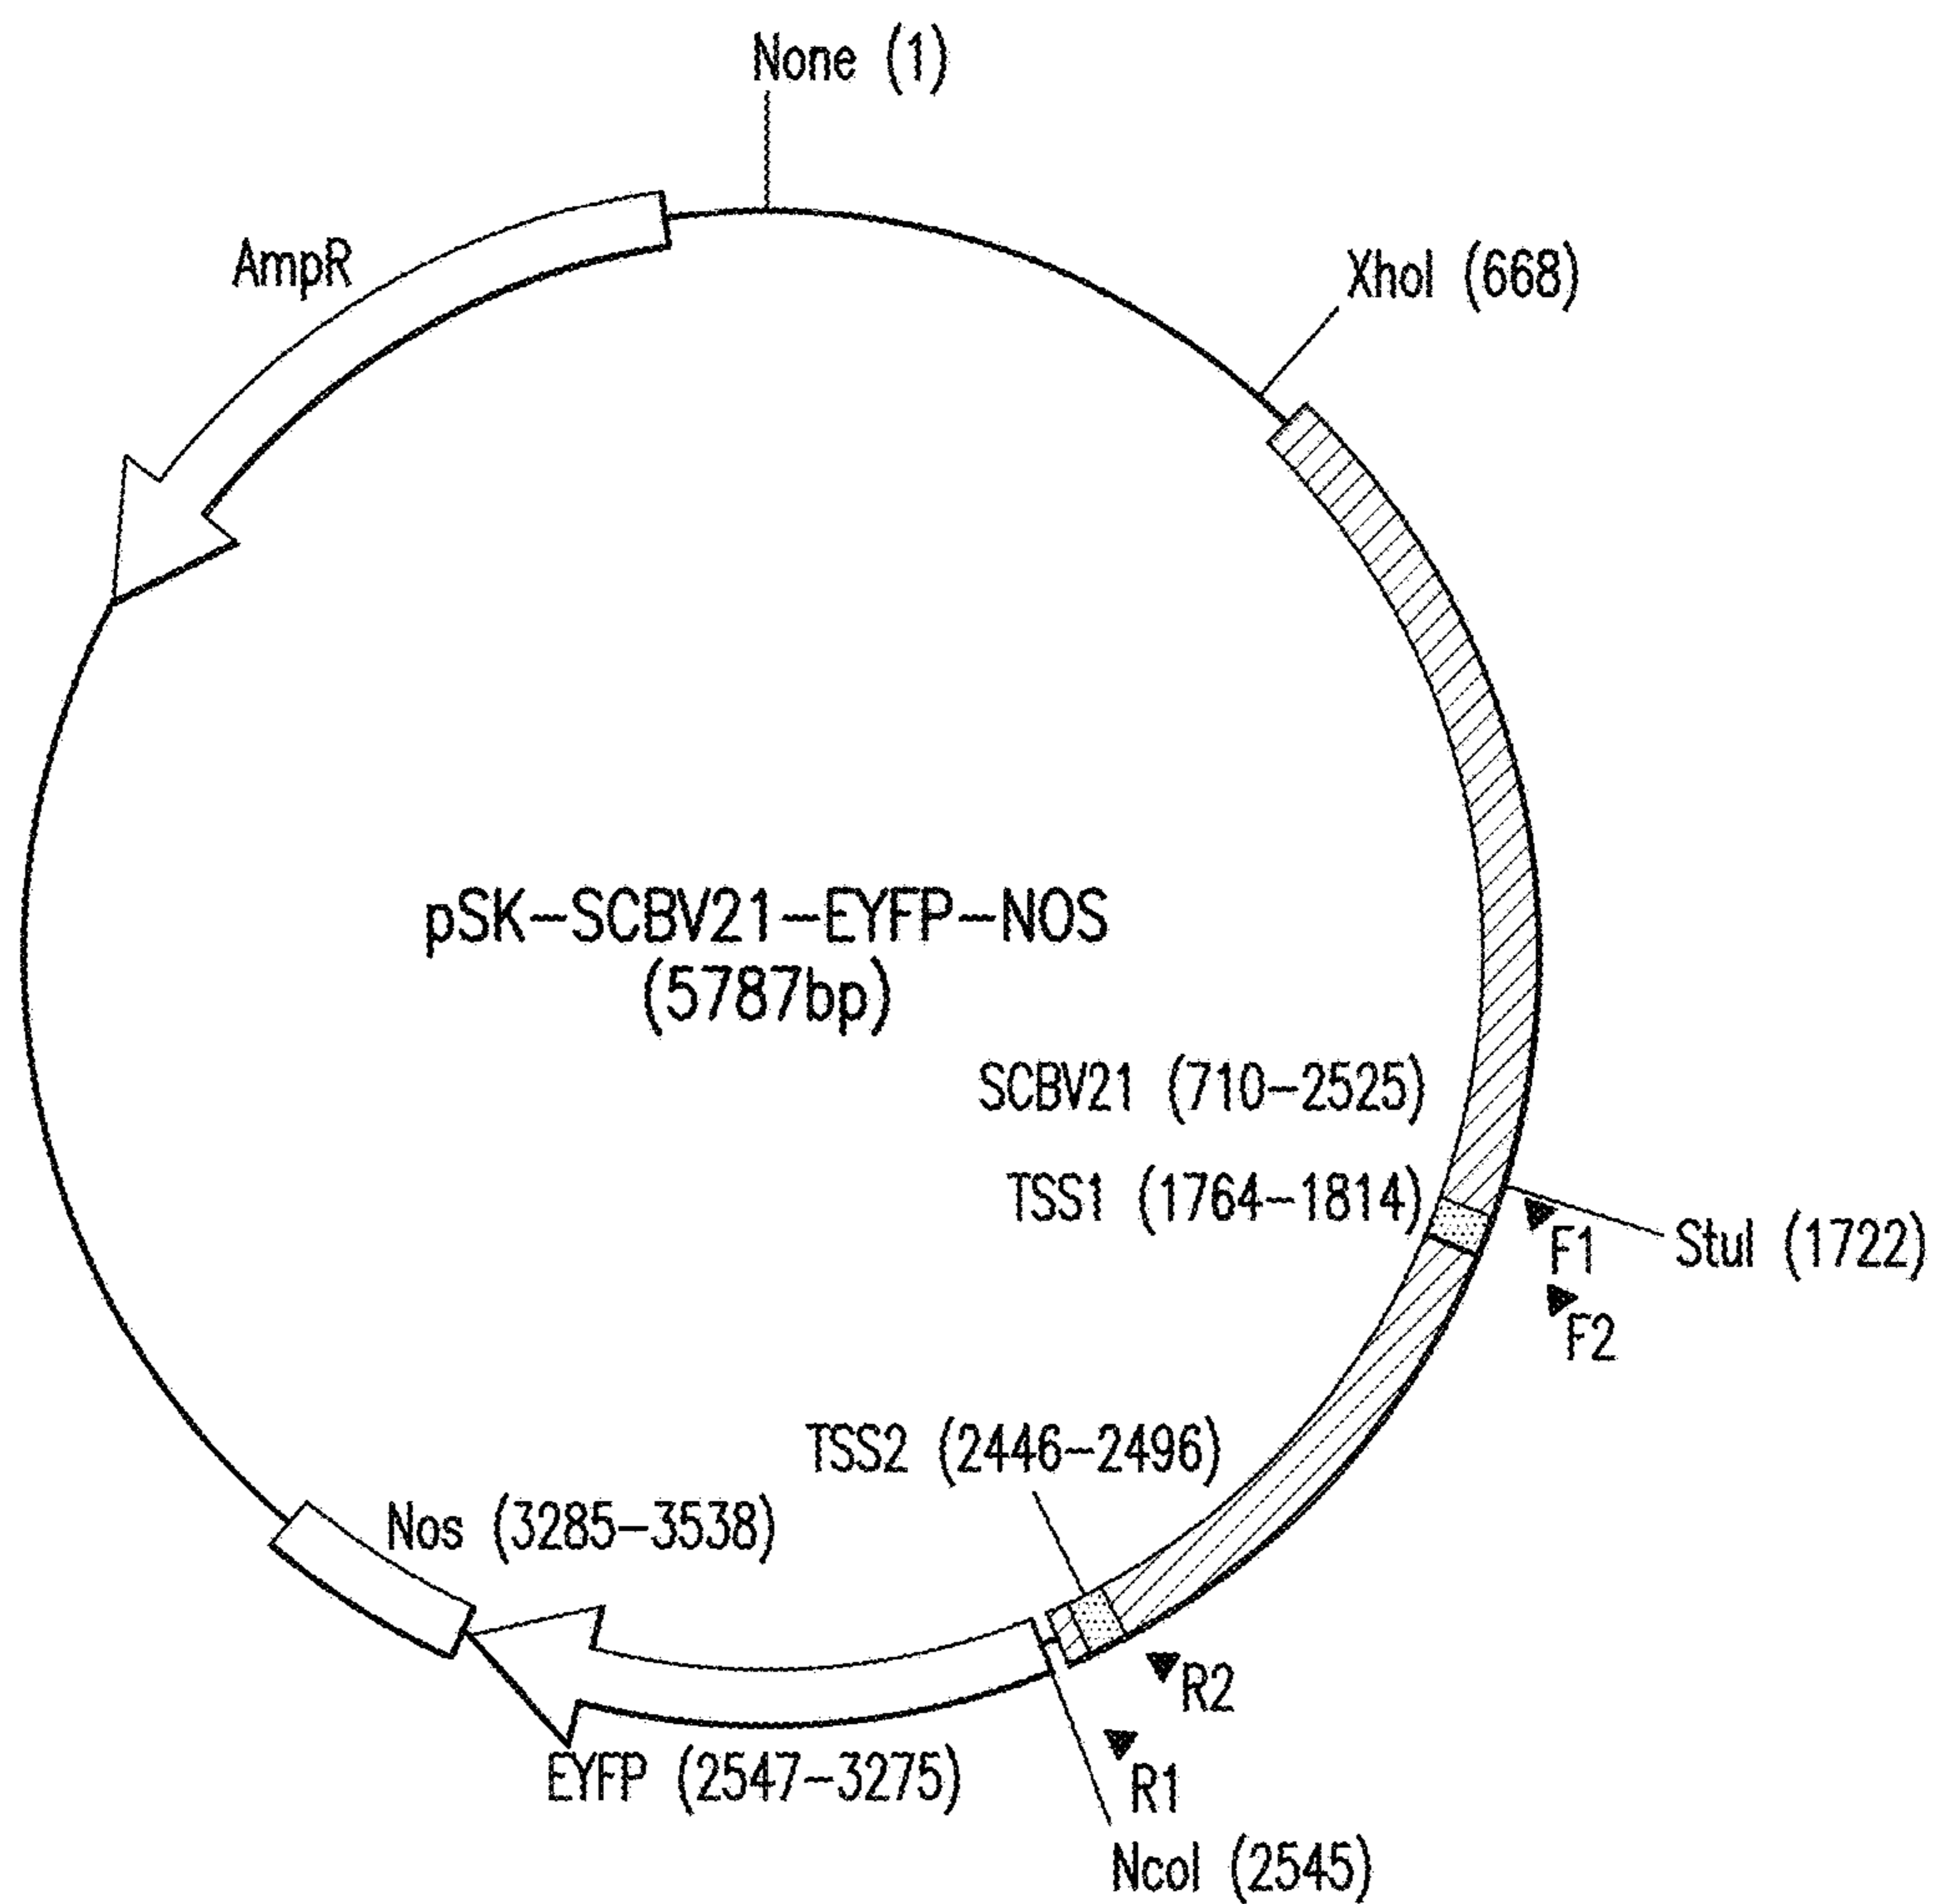 None (1)
AmpR
XhoI (668)
pSK-SCBV21-EYFP-NOS
(5787bp)
SCBV21 (710-2525)
TSS1 (1764-1814)
F1
StuI (1722)
F2
TSS2 (2446-2496)
Nos (3285-3538)
R2
EYFP (2547-3275)
R1
NcoI (2545)